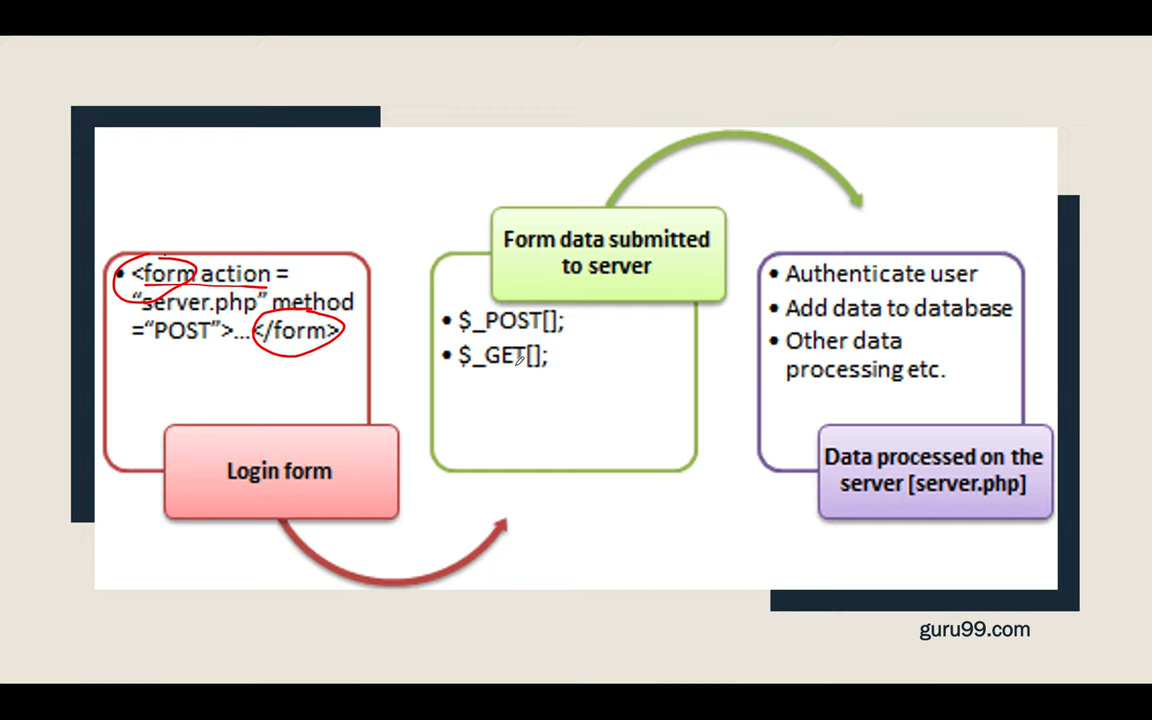 • <form action =
“server.php” method
=“POST”>...</form>
Login form
Form data submitted
to server
• $_POST[];
• $_GET[];
• Authenticate user
• Add data to database
• Other data
processing etc.
Data processed on the
server [server.php]
guru99.com